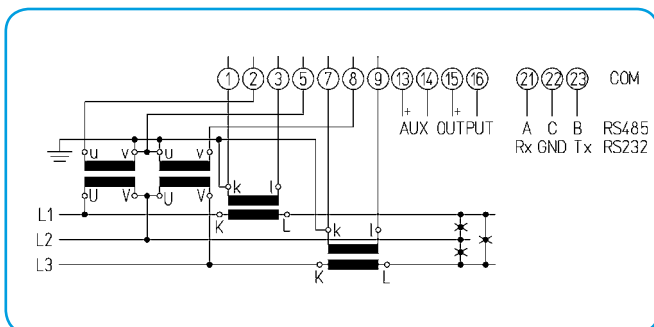 1 2 3 5 7 8 9 13 14 15 16 21 22 23 COM
+ +
AUX OUTPUT A C B RS485
Rx GND Tx RS232
u v u v
k l
U V U V
L1 K L
k l
L2
L3 K L